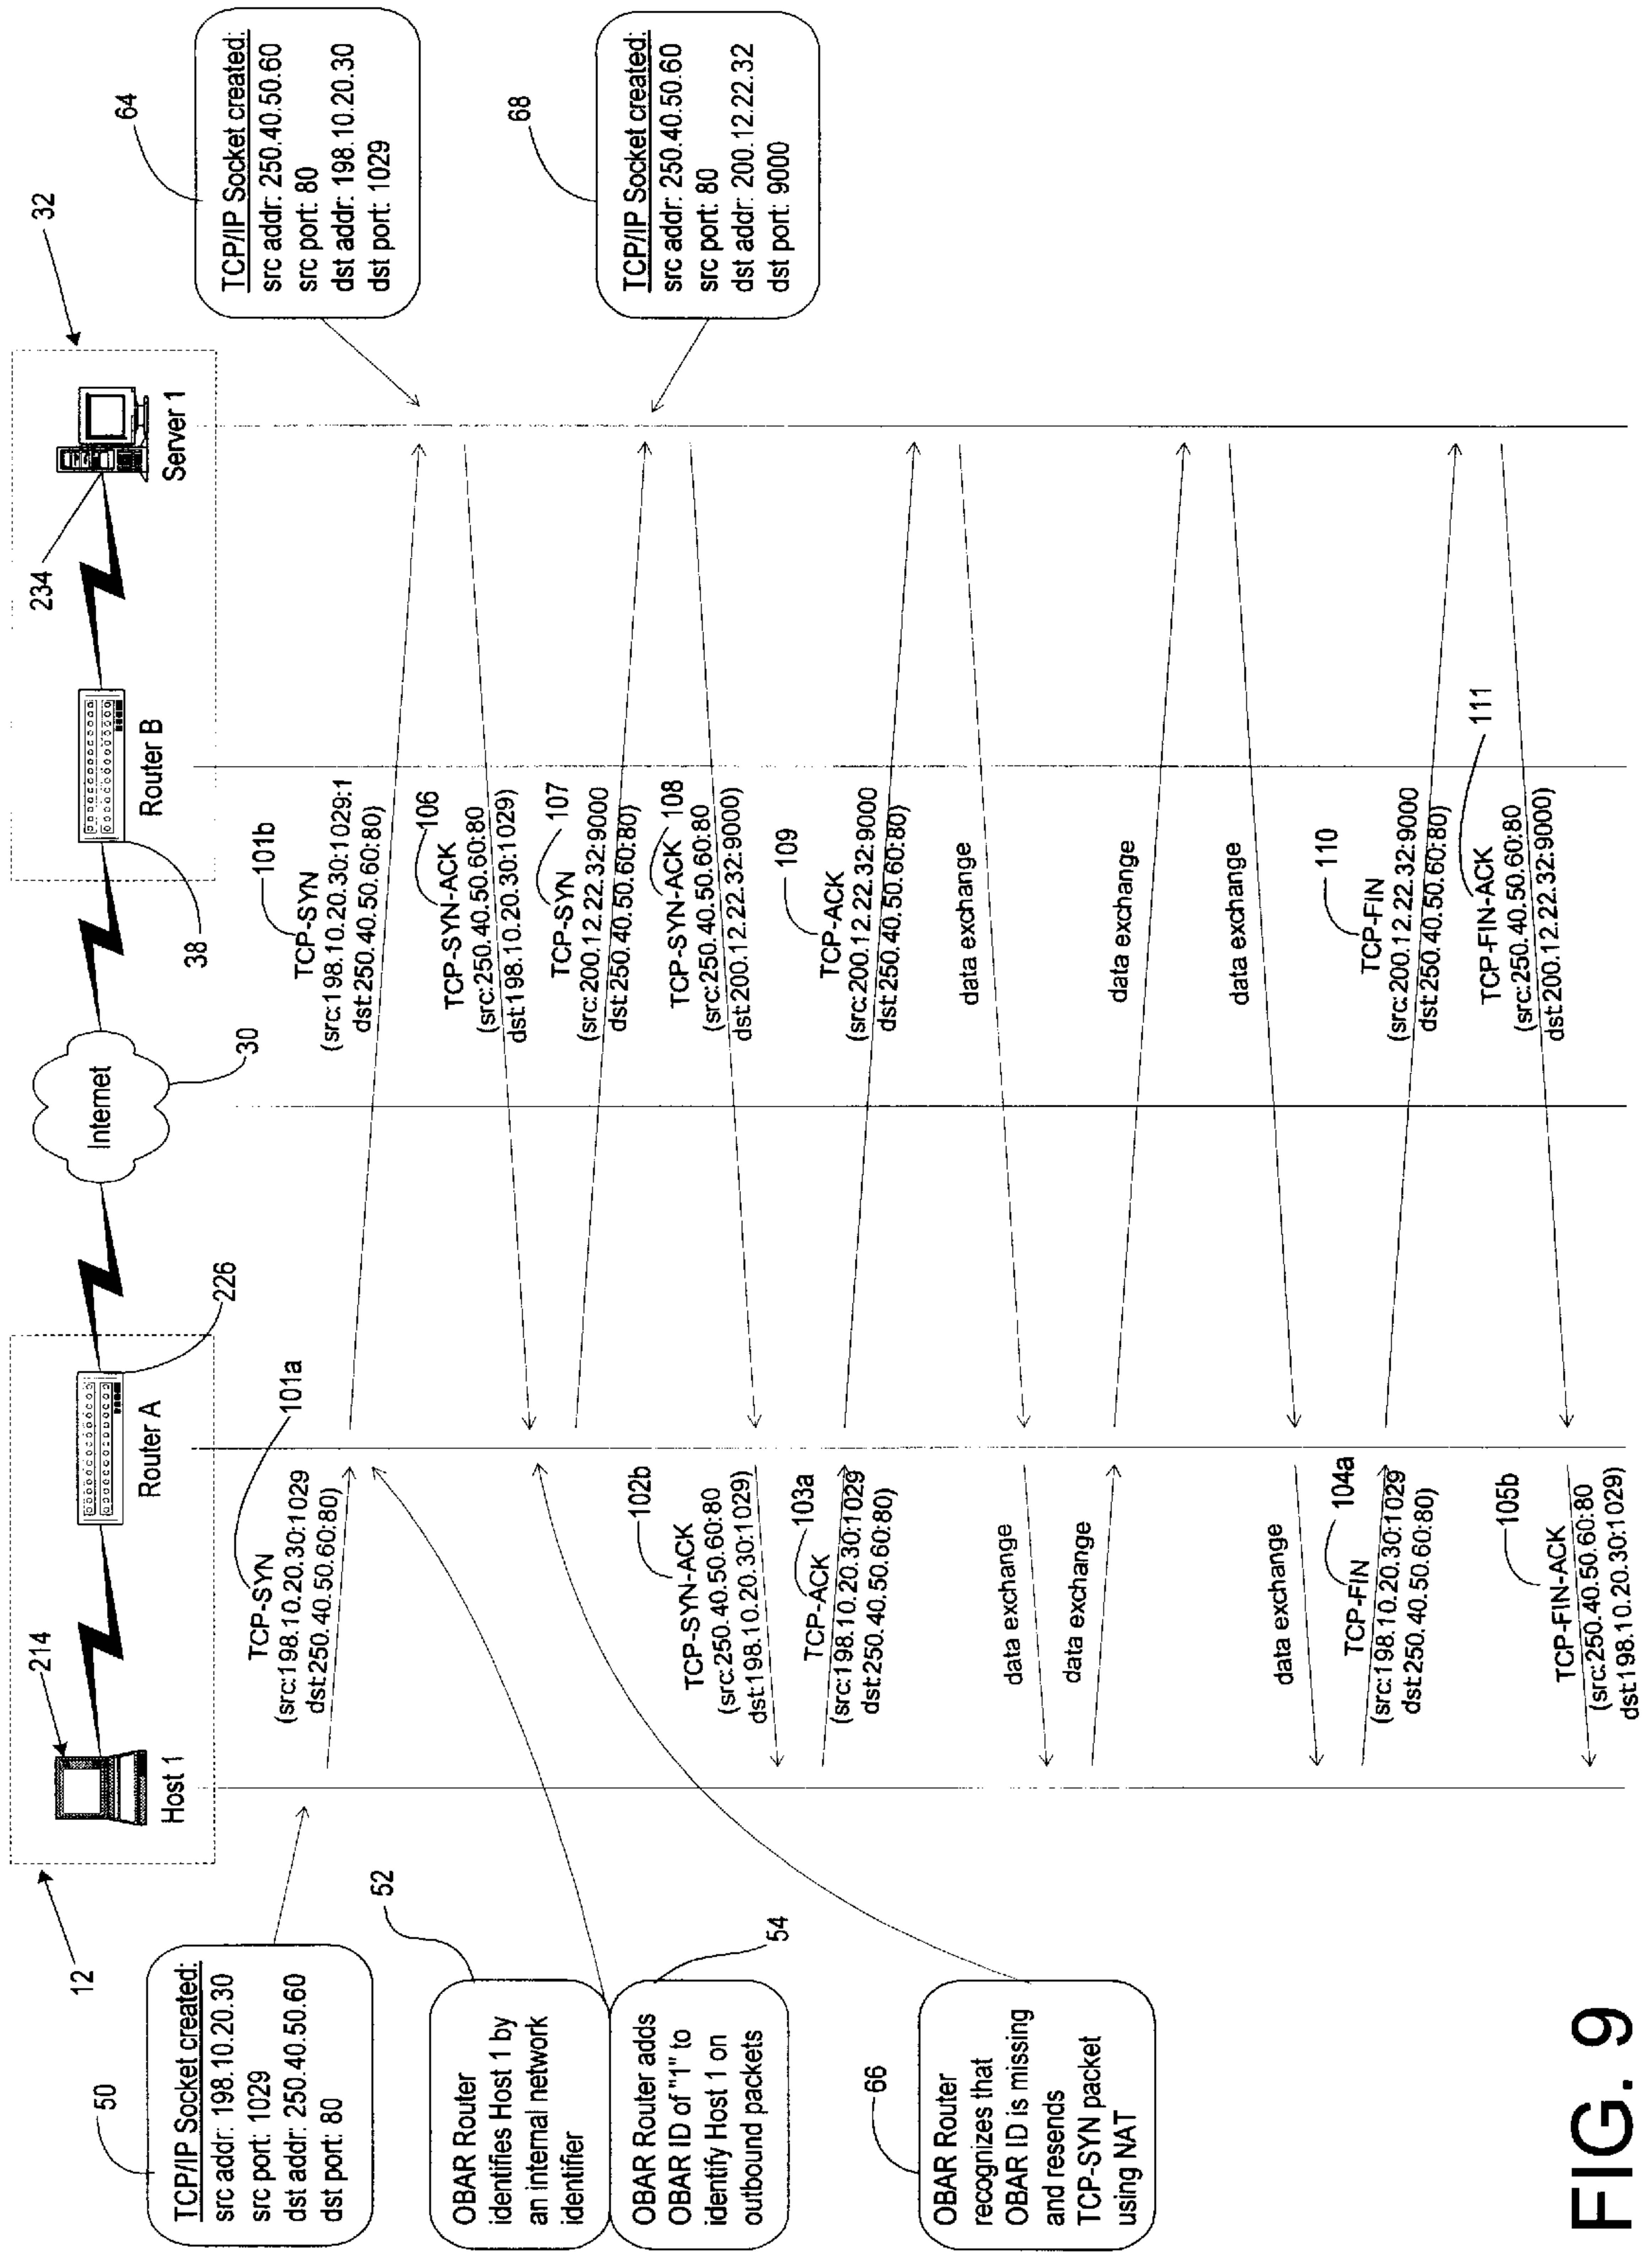 12
214
Host 1
Router A
226
Internet
30
Router B
38
32
234
Server 1
50
TCP/IP Socket created:
src addr: 198.10.20.30
src port: 1029
dst addr: 250.40.50.60
dst port: 80
52
OBAR Router
identifies Host 1 by
an internal network
identifier
54
OBAR Router adds
OBAR ID of "1" to
identify Host 1 on
outbound packets
66
OBAR Router
recognizes that
OBAR ID is missing
and resends
TCP-SYN packet
using NAT
64
TCP/IP Socket created:
src addr: 250.40.50.60
src port: 80
dst addr: 198.10.20.30
dst port: 1029
68
TCP/IP Socket created:
src addr: 250.40.50.60
src port: 80
dst addr: 200.12.22.32
dst port: 9000
101a
TCP-SYN
(src:198.10.20.30:1029
dst:250.40.50.60:80)
101b
TCP-SYN
(src:198.10.20.30:1029:1
dst:250.40.50.60:80)
106
TCP-SYN-ACK
(src:250.40.50.60:80
dst:198.10.20.30:1029)
107
TCP-SYN
(src:200.12.22.32:9000
dst:250.40.50.60:80)
108
TCP-SYN-ACK
(src:250.40.50.60:80
dst:200.12.22.32:9000)
102b
TCP-SYN-ACK
(src:250.40.50.60:80
dst:198.10.20.30:1029)
103a
TCP-ACK
(src:198.10.20.30:1029
dst:250.40.50.60:80)
109
TCP-ACK
(src:200.12.22.32:9000
dst:250.40.50.60:80)
data exchange
data exchange
data exchange
data exchange
data exchange
data exchange
104a
TCP-FIN
(src:198.10.20.30:1029
dst:250.40.50.60:80)
110
TCP-FIN
(src:200.12.22.32:9000
dst:250.40.50.60:80)
111
TCP-FIN-ACK
(src:250.40.50.60:80
dst:200.12.22.32:9000)
105b
TCP-FIN-ACK
(src:250.40.50.60:80
dst:198.10.20.30:1029)
FIG. 9